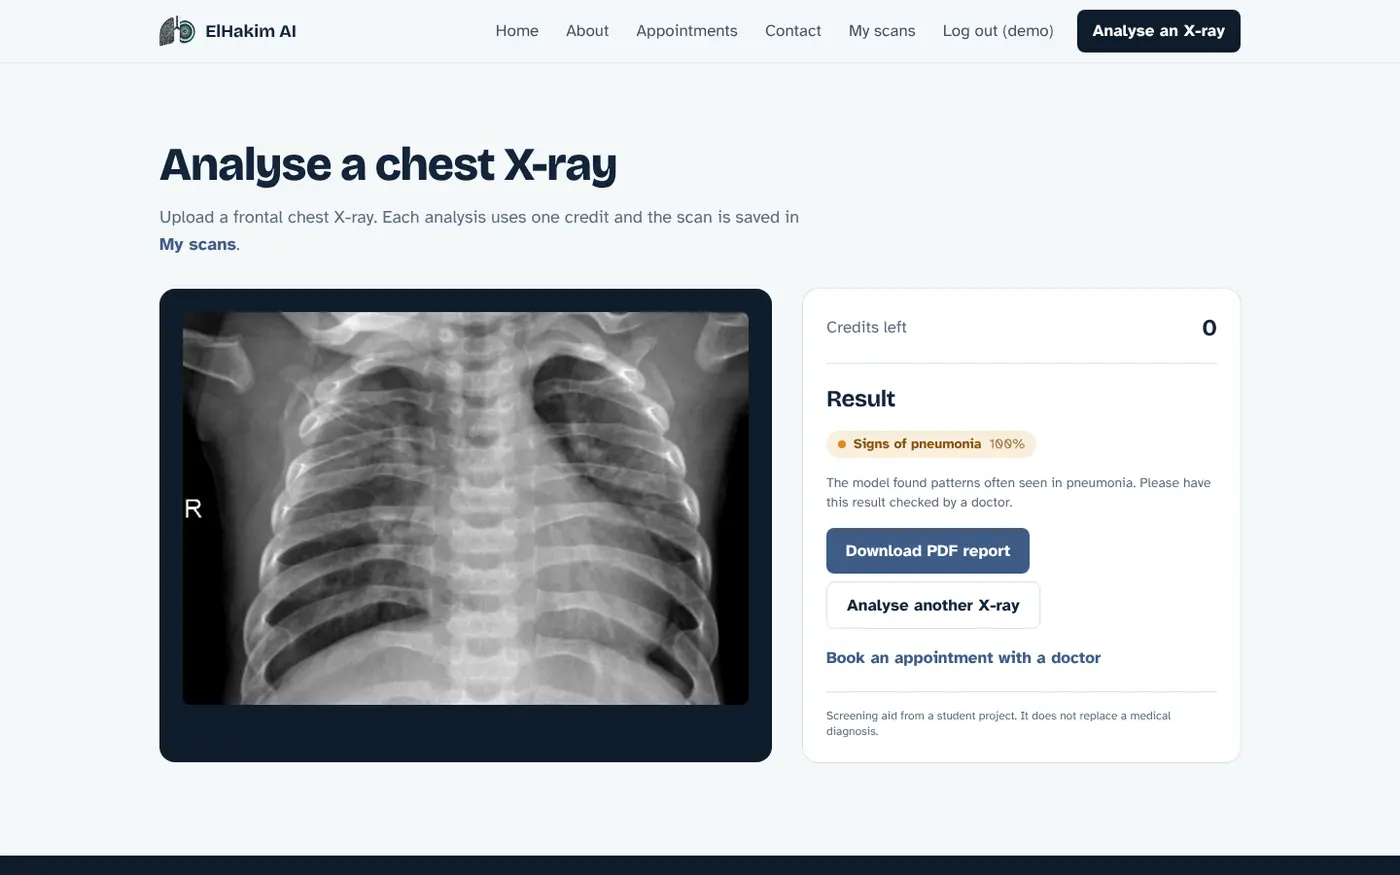 ElHakim AI
Home
About
Appointments
Contact
My scans
Log out (demo)
Analyse an X-ray
Analyse a chest X-ray
Upload a frontal chest X-ray. Each analysis uses one credit and the scan is saved in
My scans.
R
Credits left
0
Result
Signs of pneumonia 100%
The model found patterns often seen in pneumonia. Please have
this result checked by a doctor.
Download PDF report
Analyse another X-ray
Book an appointment with a doctor
Screening aid from a student project. It does not replace a medical
diagnosis.